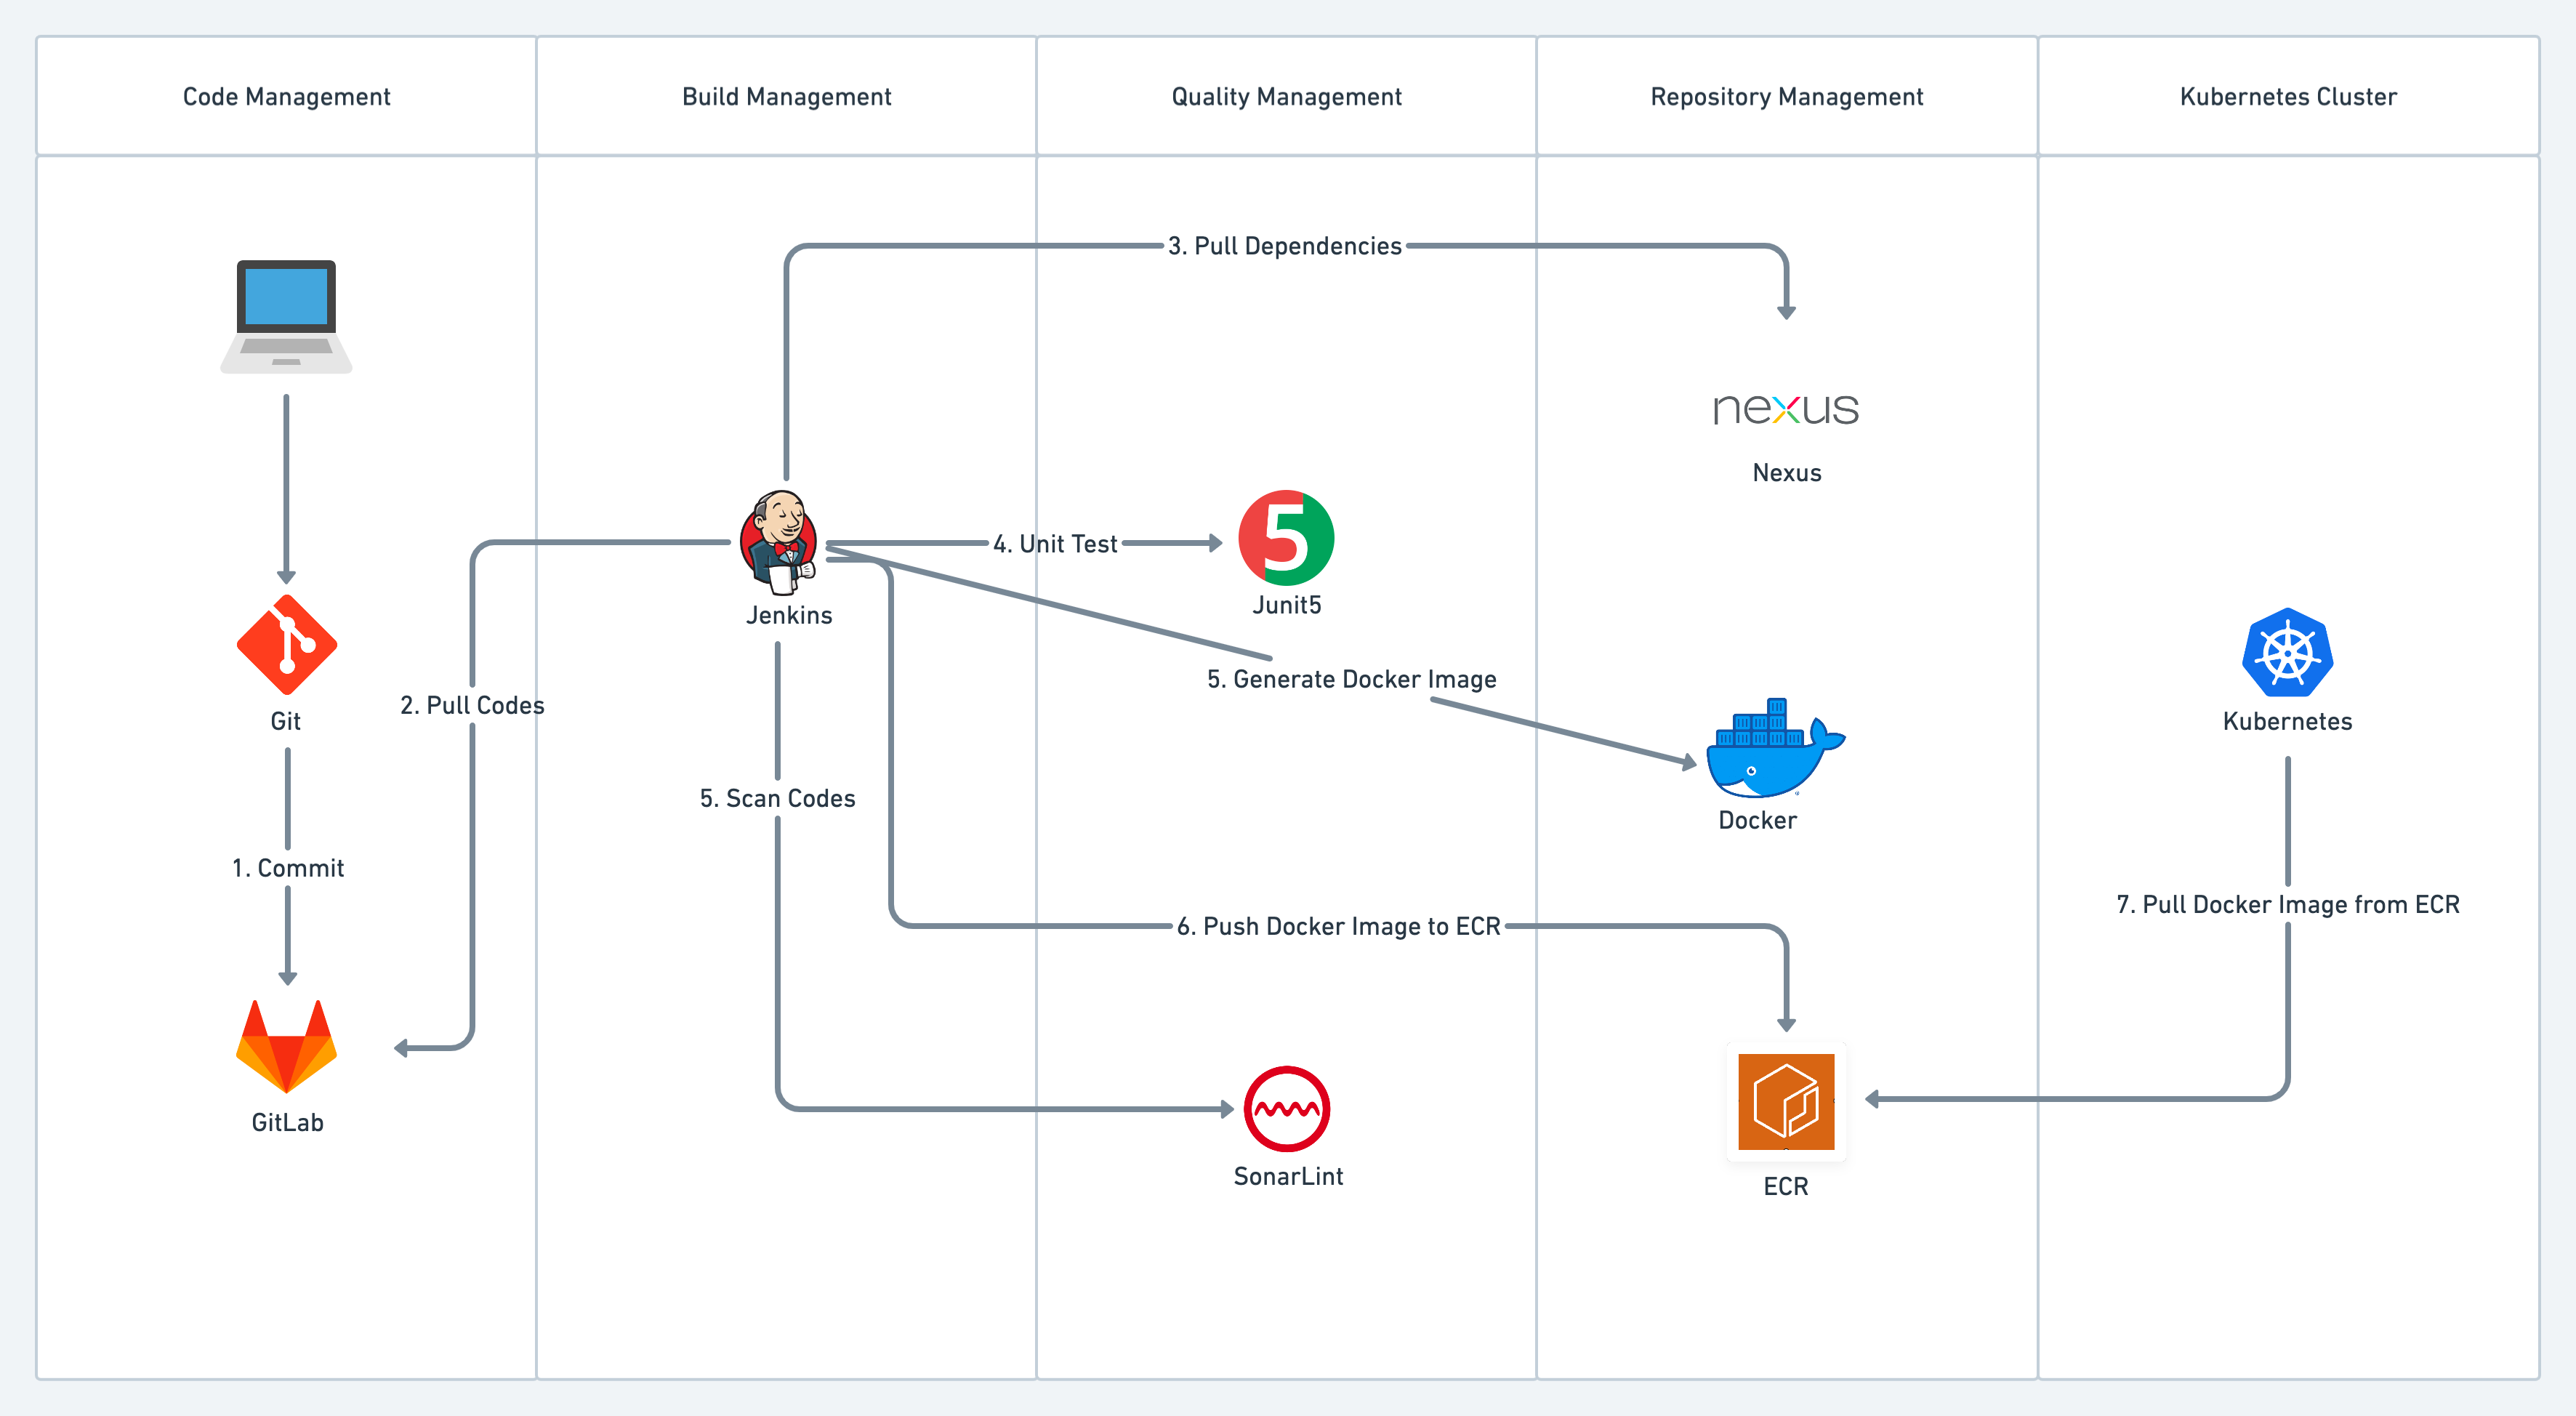 Code Management
Build Management
Quality Management
Repository Management
Kubernetes Cluster
3. Pull Dependencies
nexus
Nexus
4. Unit Test
5
Junit5
Jenkins
5. Generate Docker Image
Git
2. Pull Codes
Kubernetes
5. Scan Codes
Docker
1. Commit
7. Pull Docker Image from ECR
6. Push Docker Image to ECR
GitLab
SonarLint
ECR